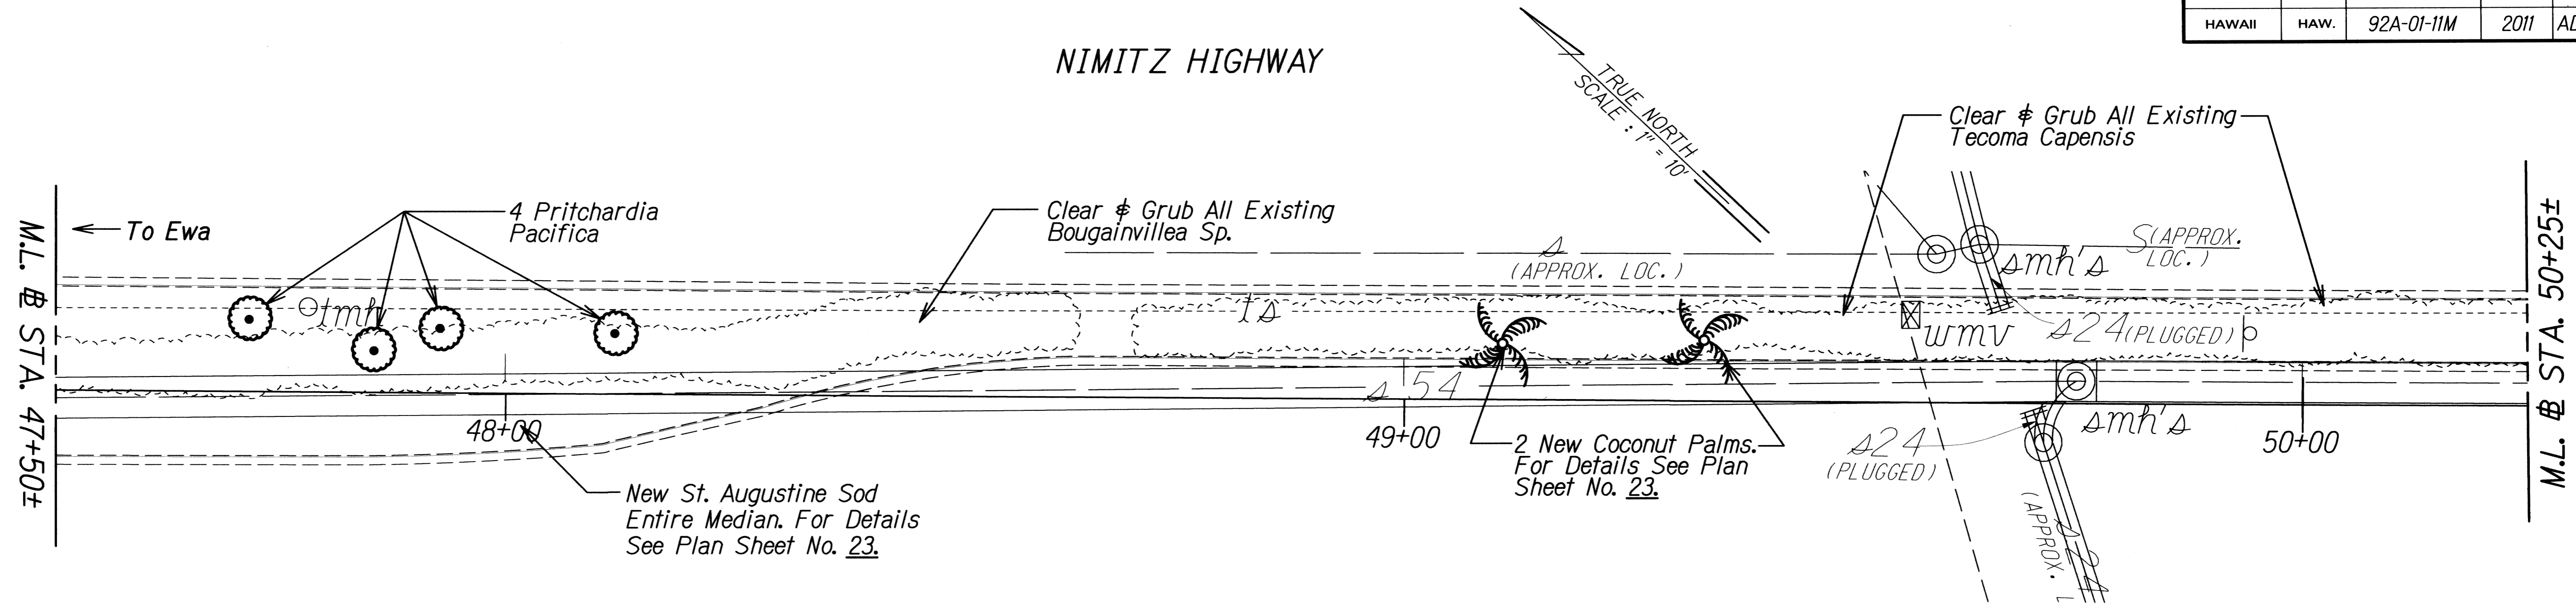 HAWAII HAW. 92A-01-11M 2011
NIMITZ HIGHWAY
TRUE NORTH
SCALE : 1" = 10'
Clear & Grub All Existing
Tecoma Capensis
M.L. ⅊ STA. 47+50±
To Ewa
4 Pritchardia
Pacifica
Clear & Grub All Existing
Bougainvillea Sp.
s
(APPROX. LOC.)
smh's
S(APPROX.
LOC.)
M.L. ⅊ STA. 50+25±
tmh
ts
wmv
s24(PLUGGED)
s 54
48+00
49+00
50+00
smh's
s24
(PLUGGED)
2 New Coconut Palms.
For Details See Plan
Sheet No. 23.
New St. Augustine Sod
Entire Median. For Details
See Plan Sheet No. 23.
s24
(APPROX.